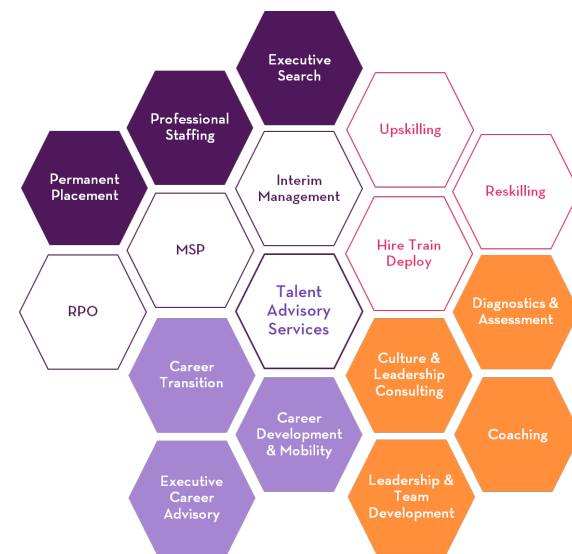 Executive
Search
Professional
Staffing
Upskilling
Permanent
Placement
Interim
Management
Reskilling
MSP
Hire Train
Deploy
RPO
Talent
Advisory
Services
Diagnostics &
Assessment
Career
Transition
Culture &
Leadership
Consulting
Career
Development
& Mobility
Coaching
Executive
Career
Advisory
Leadership &
Team
Development